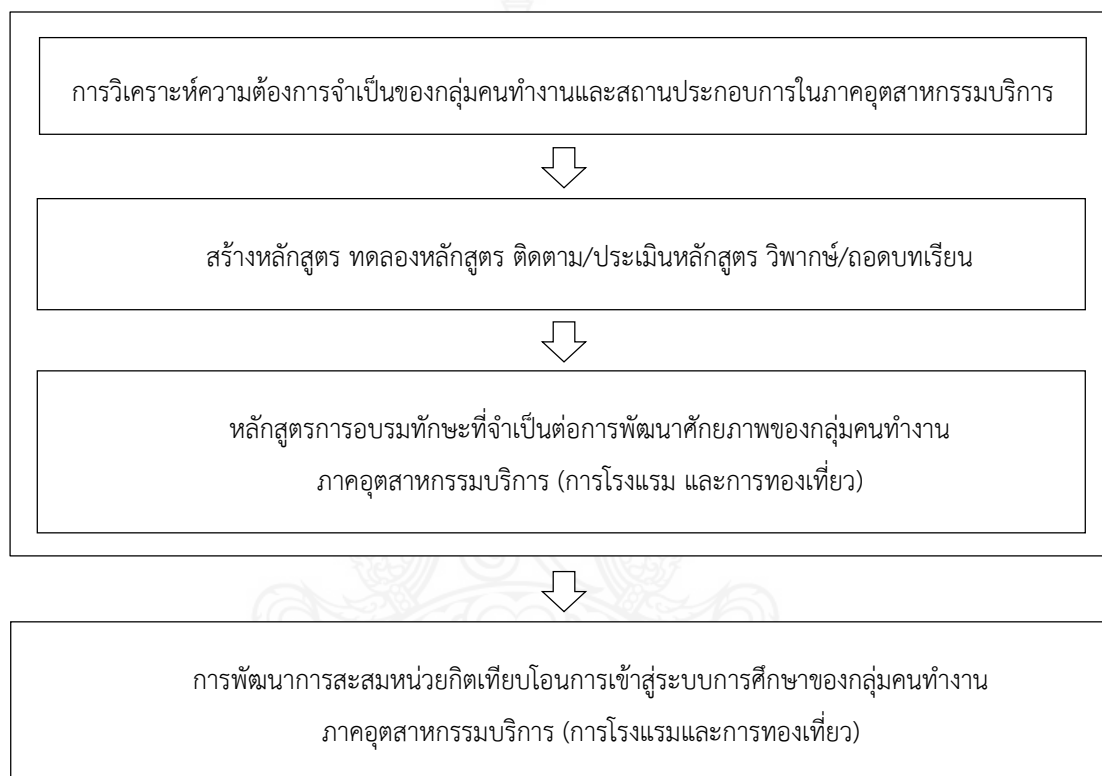 การวิเคราะห์ความต้องการจำเป็นของกลุ่มคนทำงานและสถานประกอบการในภาคอุตสาหกรรมบริการ
สร้างหลักสูตร ทดลองหลักสูตร ติดตาม/ประเมินหลักสูตร วิพากษ์/ถอดบทเรียน
หลักสูตรการอบรมทักษะที่จำเป็นต่อการพัฒนาศักยภาพของกลุ่มคนทำงาน
ภาคอุตสาหกรรมบริการ (การโรงแรม และการทองเที่ยว)
การพัฒนาการสะสมหน่วยกิตเทียบโอนการเข้าสู่ระบบการศึกษาของกลุ่มคนทำงาน
ภาคอุตสาหกรรมบริการ (การโรงแรมและการทองเที่ยว)